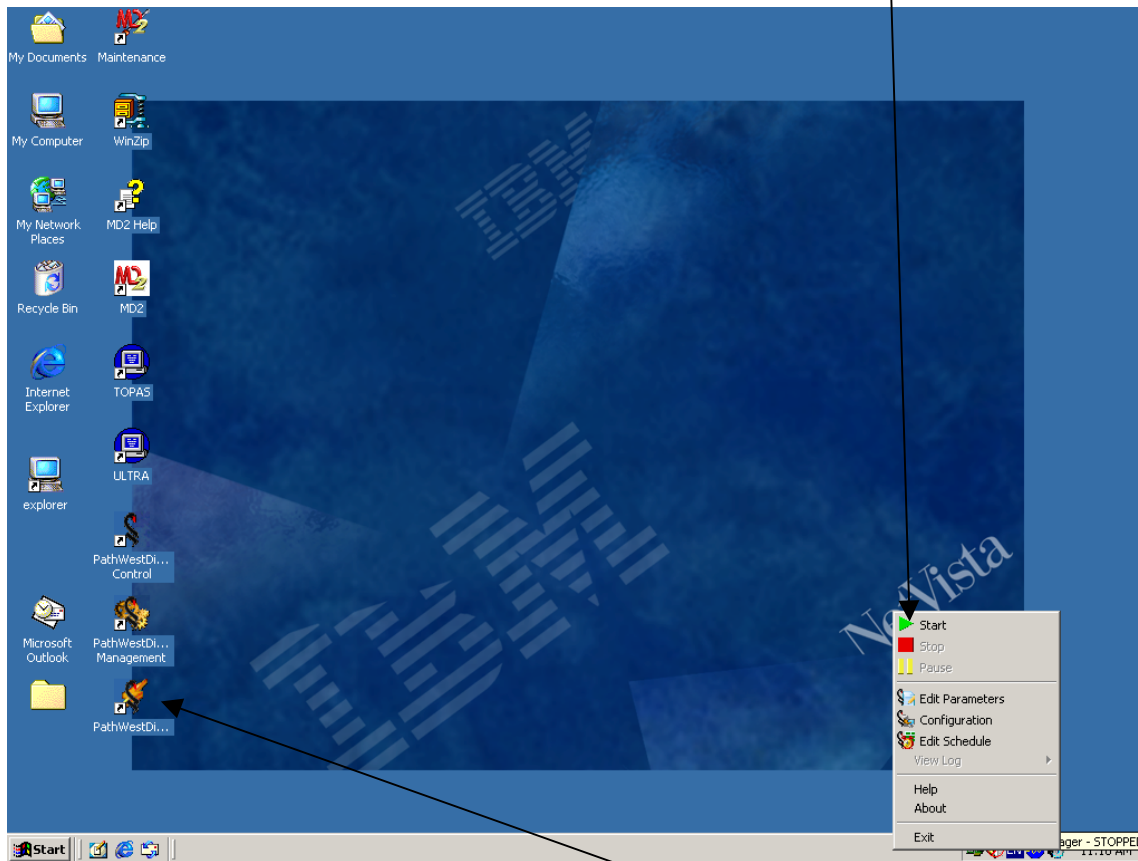 My Documents
Maintenance
My Computer
WinZip
My Network
Places
MD2 Help
Recycle Bin
MD2
Internet
Explorer
TOPAS
explorer
ULTRA
PathWestDi...
Control
Microsoft
Outlook
PathWestDi...
Management
PathWestDi...
IBM
IBM
NetVista
Start
Stop
Pause
Edit Parameters
Configuration
Edit Schedule
View Log
Help
About
Exit
Start
ager - STOPPE